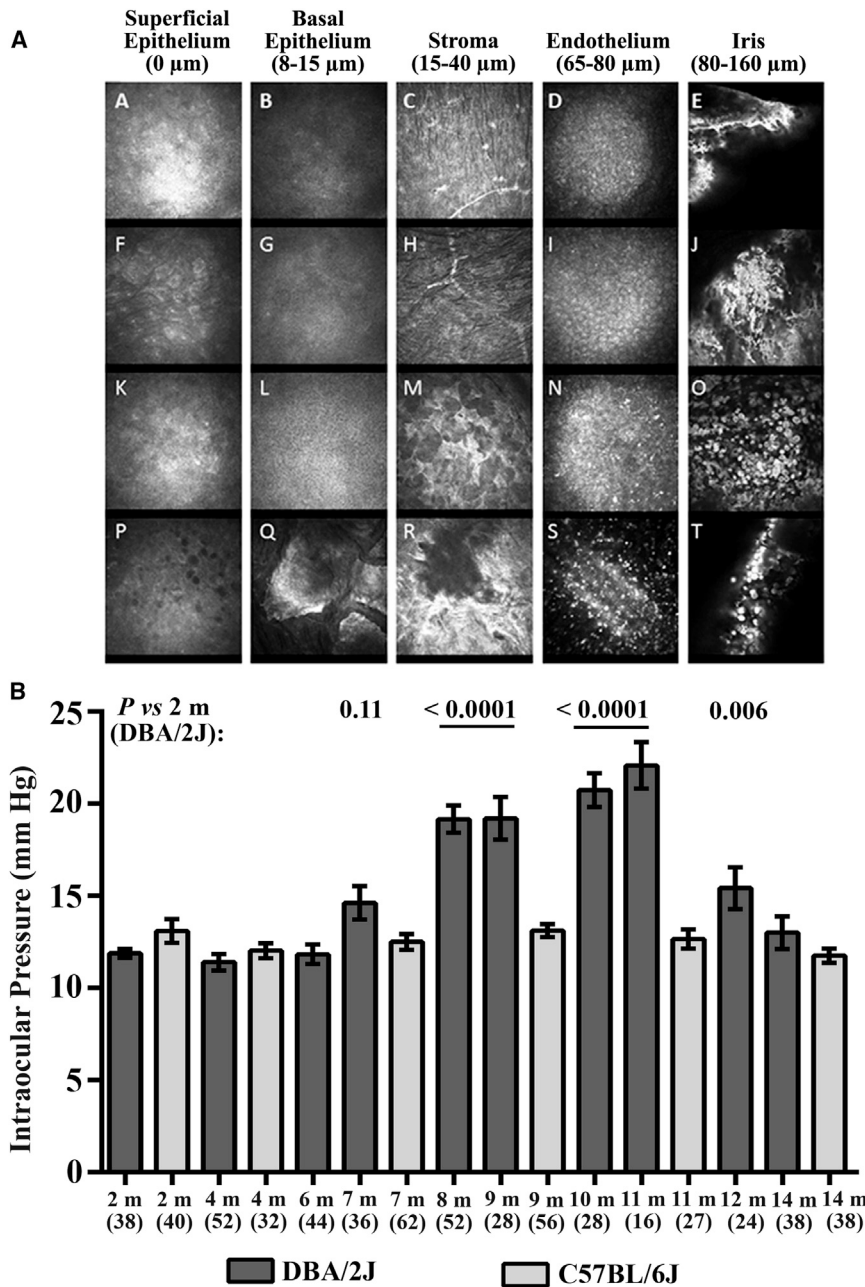 A
Superficial
Epithelium
(0 µm)
Basal
Epithelium
(8-15 µm)
Stroma
(15-40 µm)
Endothelium
(65-80 µm)
Iris
(80-160 µm)
A B C D E
F G H I J
K L M N O
P Q R S T
B
P vs 2 m
(DBA/2J):
0.11 < 0.0001 < 0.0001 0.006
Intraocular Pressure (mm Hg)
25
20
15
10
5
0
2 m 2 m 4 m 4 m 6 m 7 m 7 m 8 m 9 m 9 m 10 m 11 m 11 m 12 m 14 m 14 m
(38) (40) (52) (32) (44) (36) (62) (52) (28) (56) (28) (16) (27) (24) (38) (38)
DBA/2J C57BL/6J